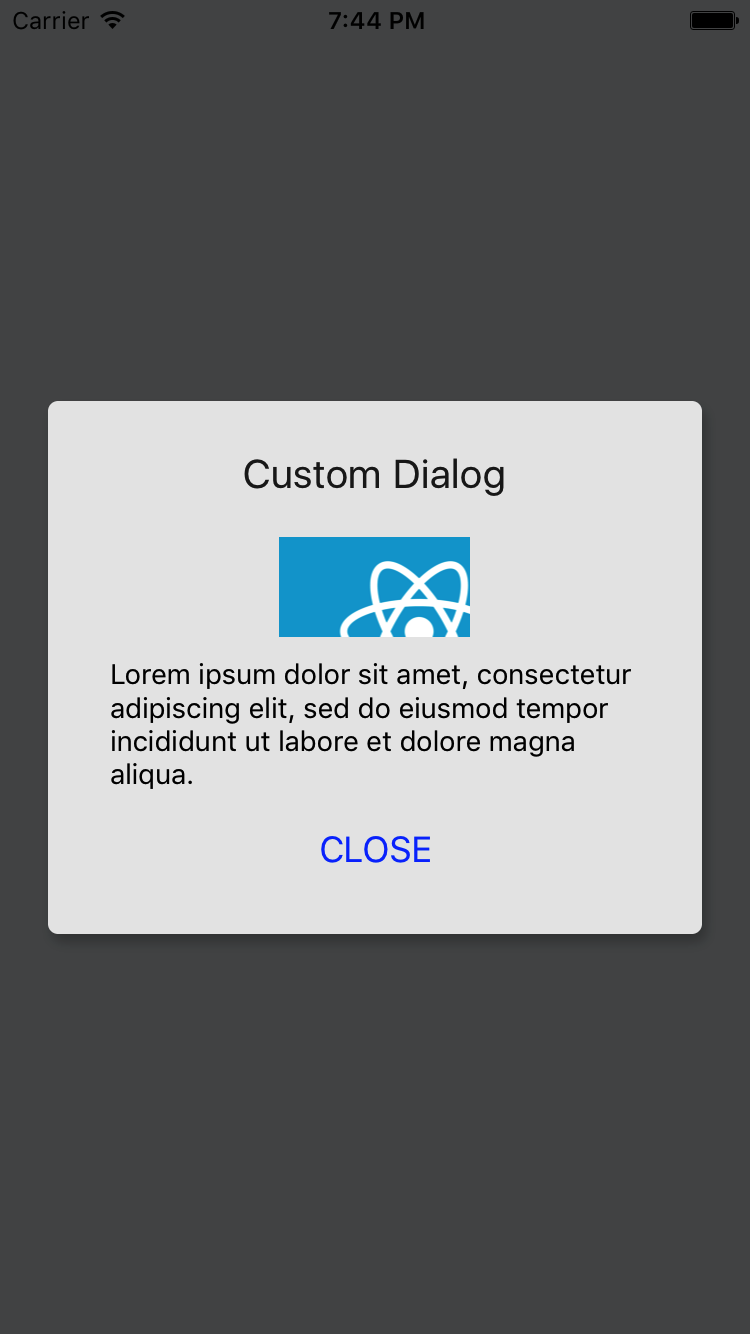 Carrier
7:44 PM
Custom Dialog
Lorem ipsum dolor sit amet, consectetur
adipiscing elit, sed do eiusmod tempor
incididunt ut labore et dolore magna
aliqua.
CLOSE